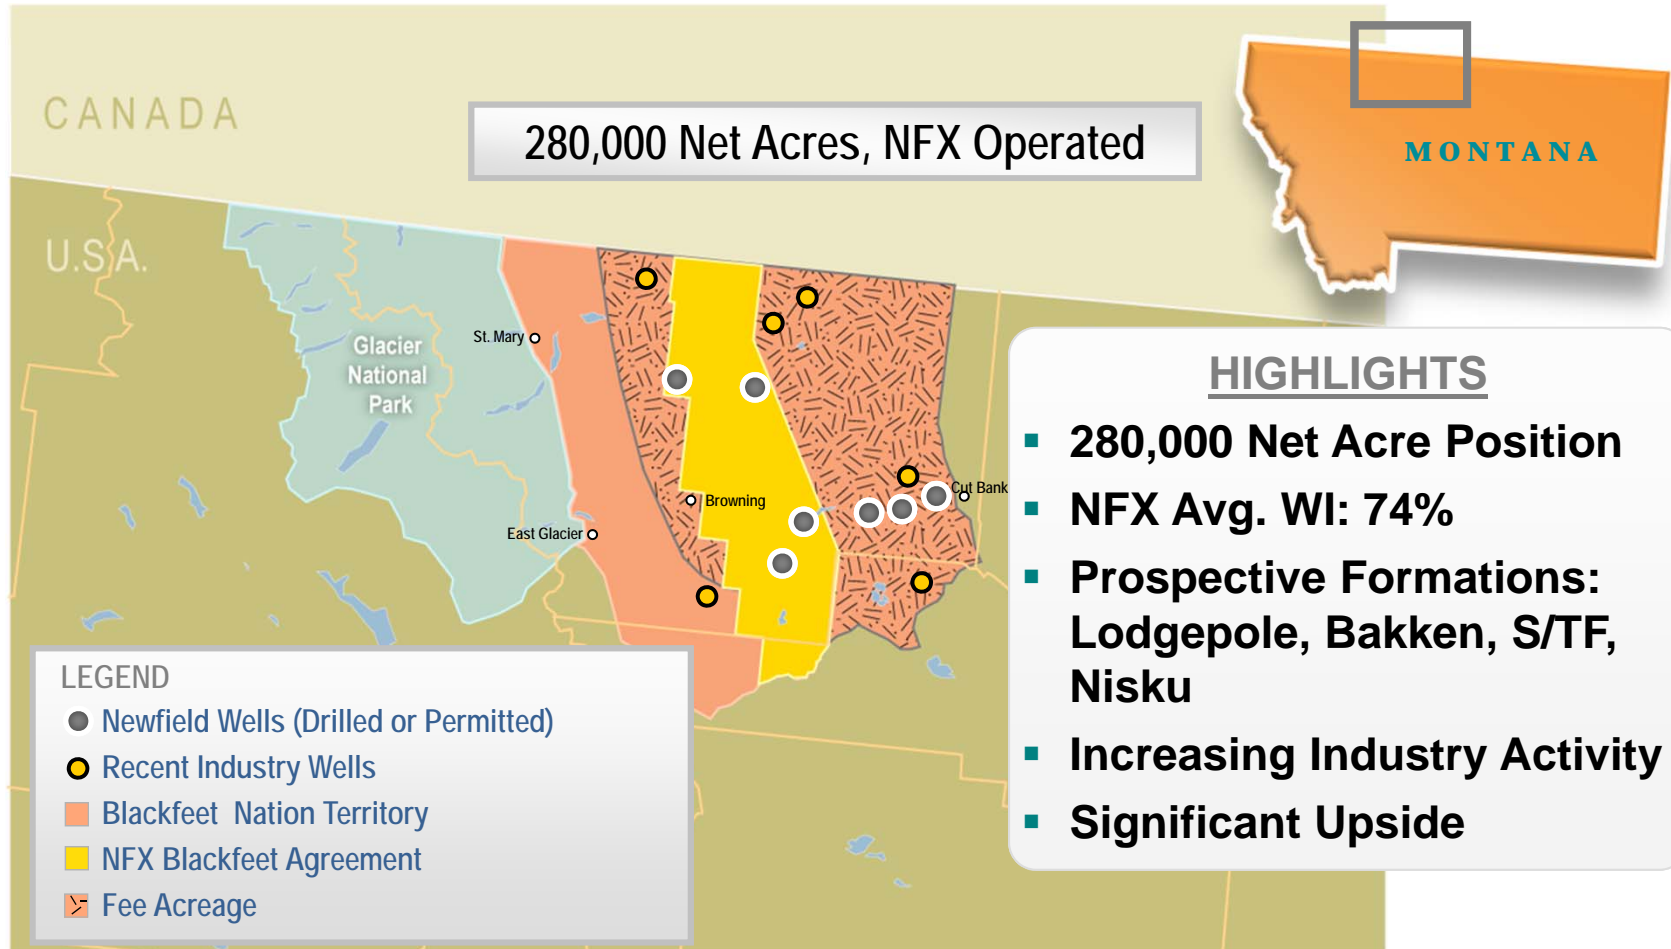 CANADA
280,000 Net Acres, NFX Operated
MONTANA
U.S.A.
Glacier
National
Park
St. Mary
Browning
East Glacier
Cut Bank
HIGHLIGHTS
▪ 280,000 Net Acre Position
▪ NFX Avg. WI: 74%
▪ Prospective Formations:
Lodgepole, Bakken, S/TF,
Nisku
▪ Increasing Industry Activity
▪ Significant Upside
LEGEND
Newfield Wells (Drilled or Permitted)
Recent Industry Wells
Blackfeet Nation Territory
NFX Blackfeet Agreement
Fee Acreage